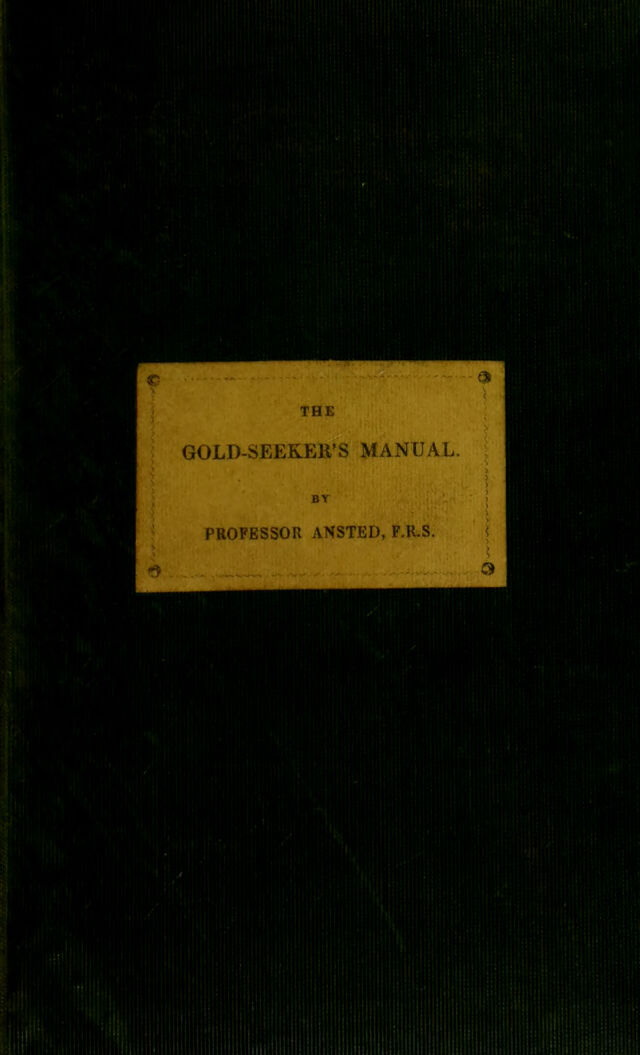 THE
GOLD-SEEKER'S MANUAL.
BY
PROFESSOR ANSTED, F.R.S.